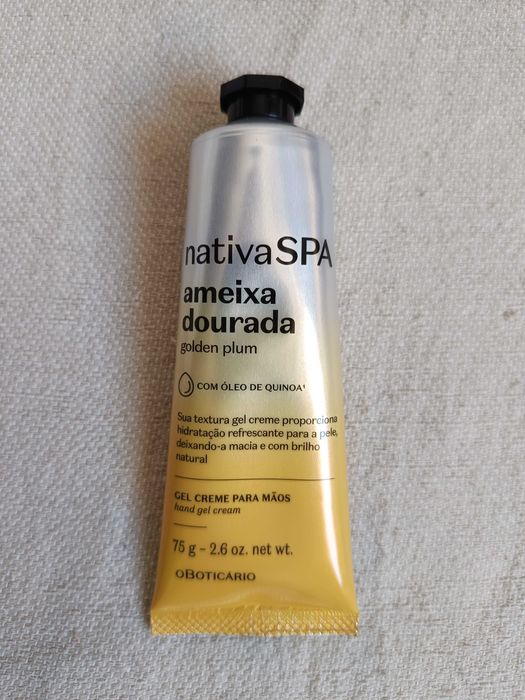 nativaSPA
ameixa
dourada
golden plum
COM ÓLEO DE QUINOA¹
Sua textura gel creme proporciona
hidratação refrescante para a pele,
deixando-a macia e com brilho
natural
GEL CREME PARA MÃOS
hand gel cream
75 g – 2.6 oz. net wt.
OBOTICÁRIO